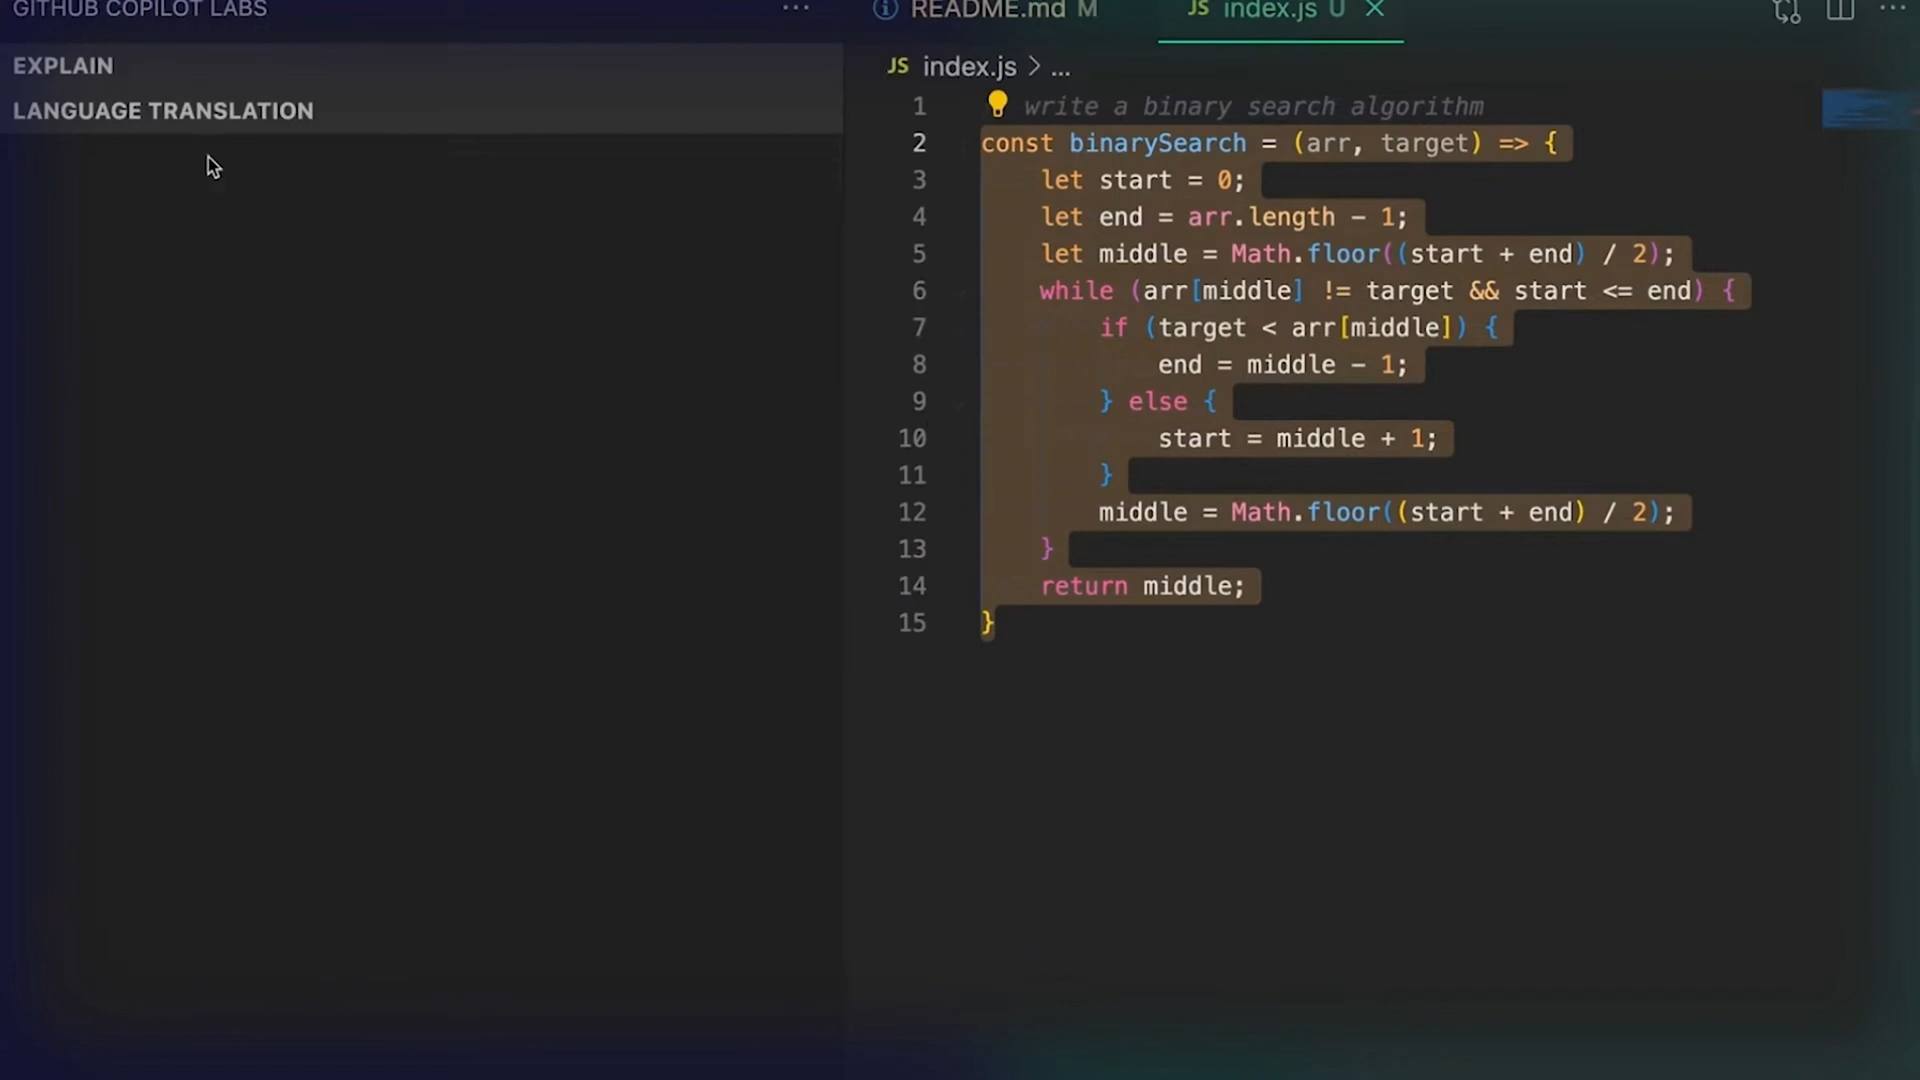 GITHUB COPILOT LABS ...
EXPLAIN
LANGUAGE TRANSLATION
README.md M
JS index.js U
JS index.js > ...
1 write a binary search algorithm
2 const binarySearch = (arr, target) => {
3 let start = 0;
4 let end = arr.length - 1;
5 let middle = Math.floor((start + end) / 2);
6 while (arr[middle] != target && start <= end) {
7 if (target < arr[middle]) {
8 end = middle - 1;
9 } else {
10 start = middle + 1;
11 }
12 middle = Math.floor((start + end) / 2);
13 }
14 return middle;
15 }